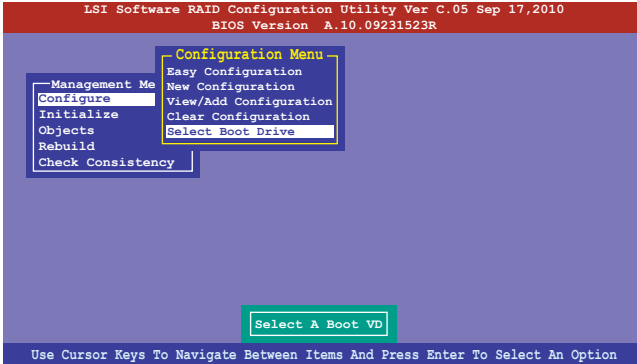 LSI Software RAID Configuration Utility Ver C.05 Sep 17,2010
BIOS Version A.10.09231523R
Configuration Menu
Easy Configuration
New Configuration
View/Add Configuration
Clear Configuration
Select Boot Drive
Management Me
Configure
Initialize
Objects
Rebuild
Check Consistency
Select A Boot VD
Use Cursor Keys To Navigate Between Items And Press Enter To Select An Option